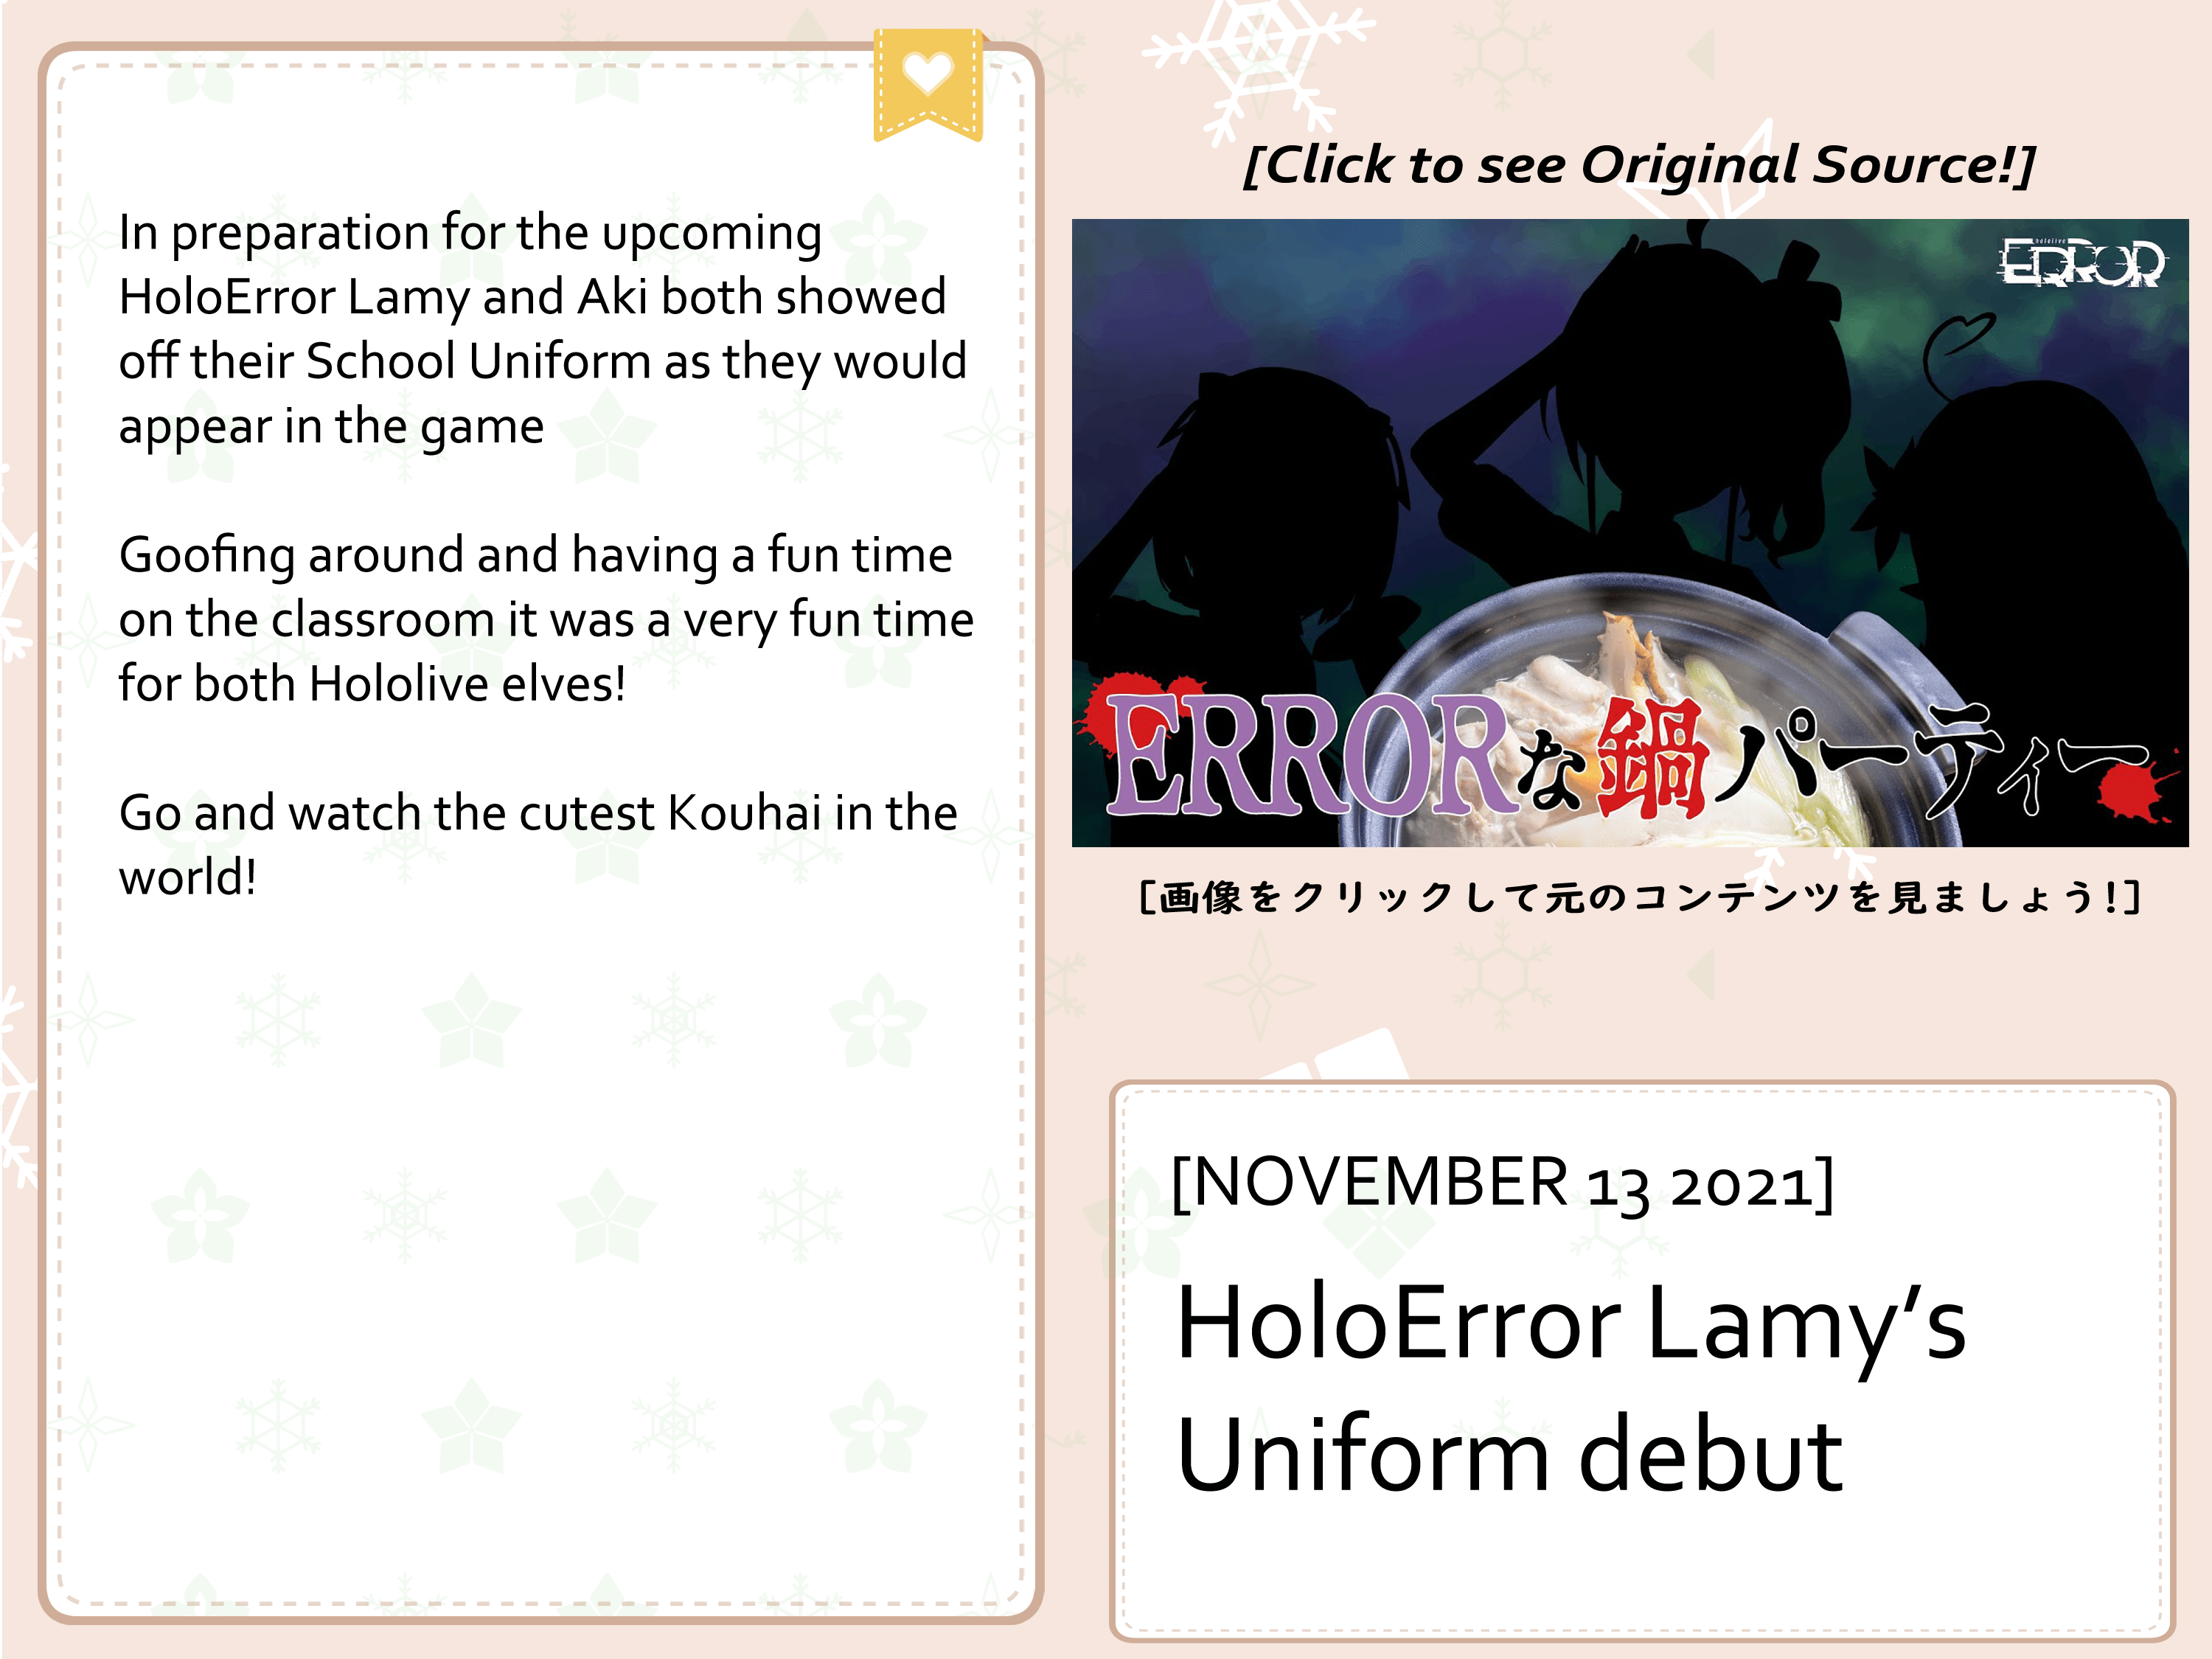 In preparation for the upcoming
HoloError Lamy and Aki both showed
off their School Uniform as they would
appear in the game
Goofing around and having a fun time
on the classroom it was a very fun time
for both Hololive elves!
Go and watch the cutest Kouhai in the
world!
[Click to see Original Source!]
hololive
ERROR
ERRORな鍋パーティー
[画像をクリックして元のコンテンツを見ましょう!]
[NOVEMBER 13 2021]
HoloError Lamy's
Uniform debut